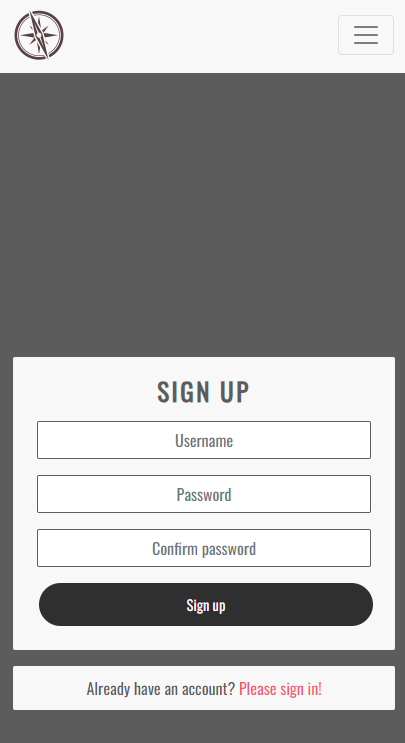 SIGN UP
Username
Password
Confirm password
Sign up
Already have an account? Please sign in!